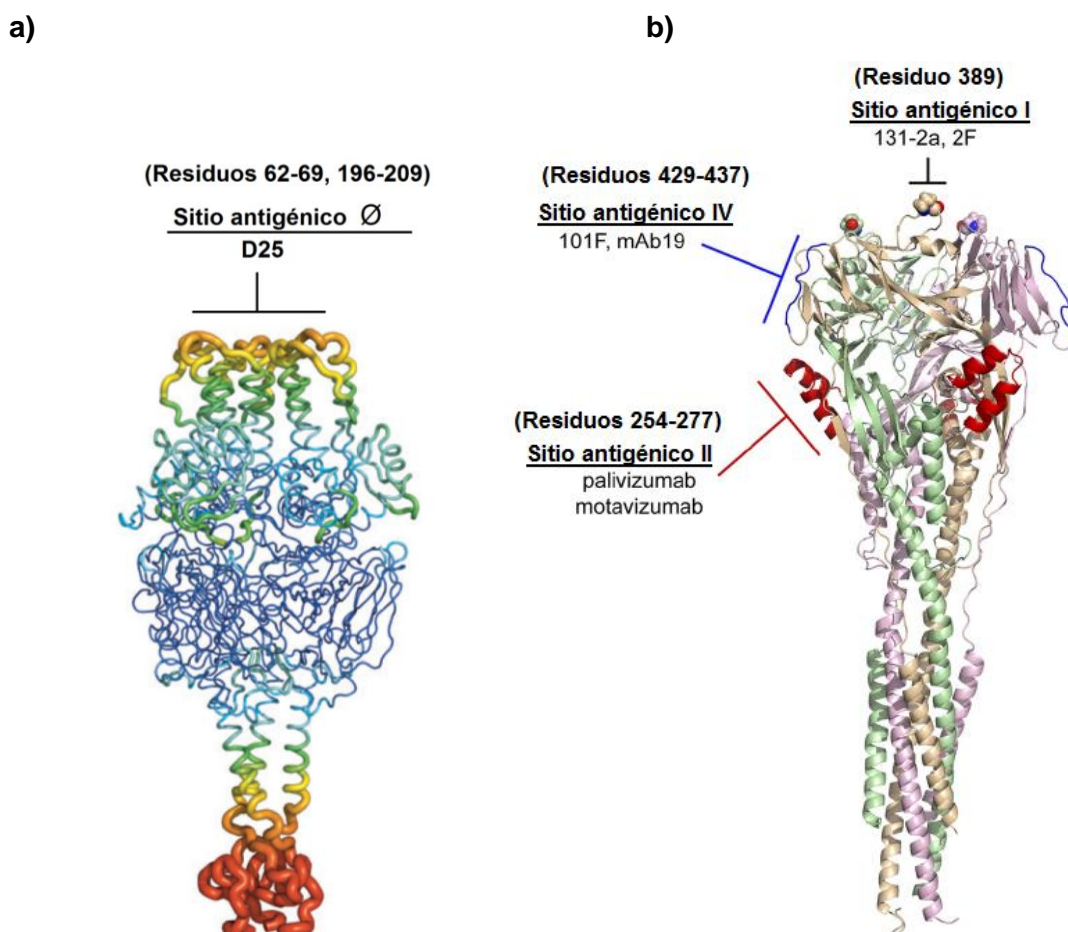 a)
(Residuos 62-69, 196-209)
Sitio antigénico Ø
D25
b)
(Residuo 389)
Sitio antigénico I
131-2a, 2F
(Residuos 429-437)
Sitio antigénico IV
101F, mAb19
(Residuos 254-277)
Sitio antigénico II
palivizumab
motavizumab